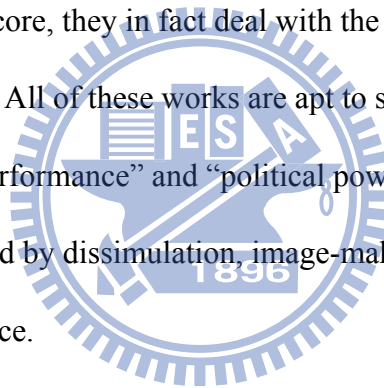 core, they in fact deal with the
All of these works are apt to s
ES
A
rformance” and “political pow
d by dissimulation, image-mal
1896
ce.